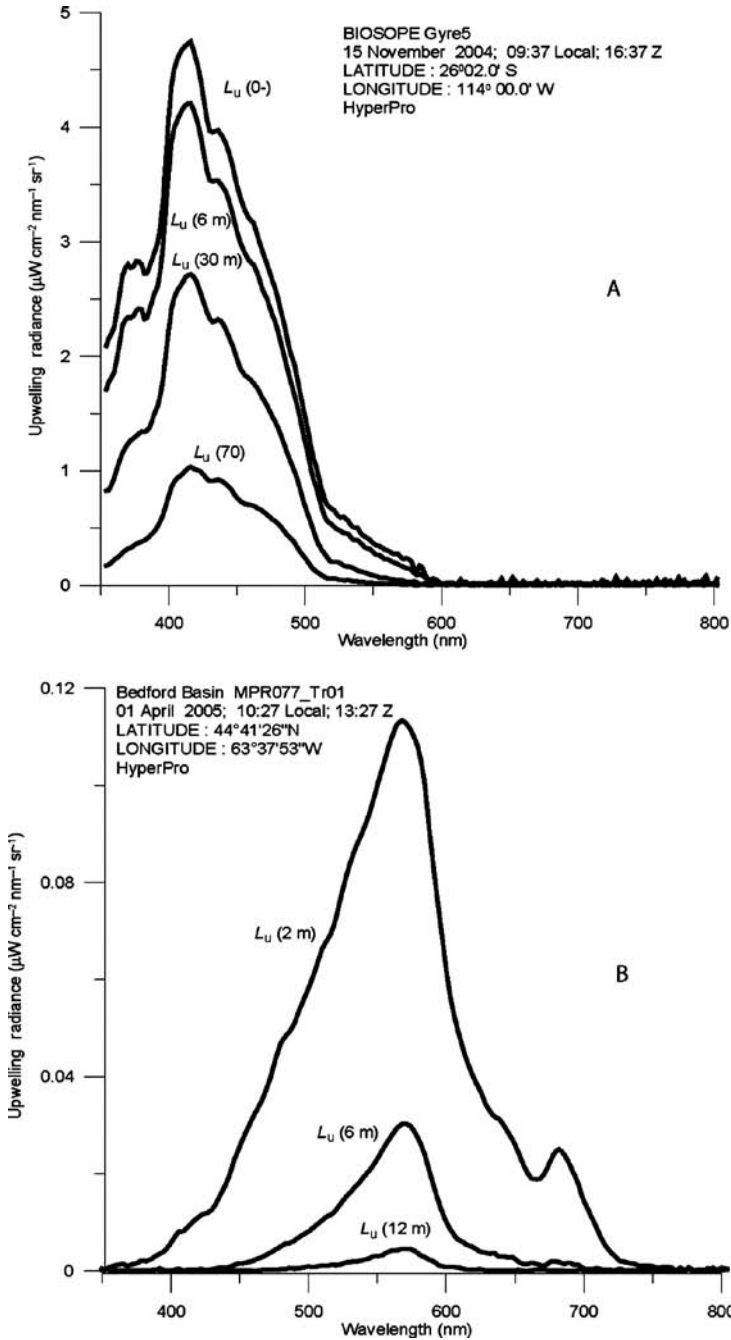 BIOSOPE Gyre5
15 November 2004; 09:37 Local; 16:37 Z
LATITUDE : 26º02.0' S
LONGITUDE : 114º 00.0' W
HyperPro
Lu (0-)
Lu (6 m)
Lu (30 m)
Lu (70)
A
Upwelling radiance (μW cm⁻² nm⁻¹ sr⁻¹)
5
4
3
2
1
0
400
500
600
700
800
Wavelength (nm)
Bedford Basin MPR077_Tr01
01 April 2005; 10:27 Local; 13:27 Z
LATITUDE : 44°41'26"N
LONGITUDE : 63°37'53"W
HyperPro
Lu (2 m)
Lu (6 m)
Lu (12 m)
B
Upwelling radiance (μW cm⁻² nm⁻¹ sr⁻¹)
0.12
0.08
0.04
0
400
500
600
700
800
Wavelength (nm)